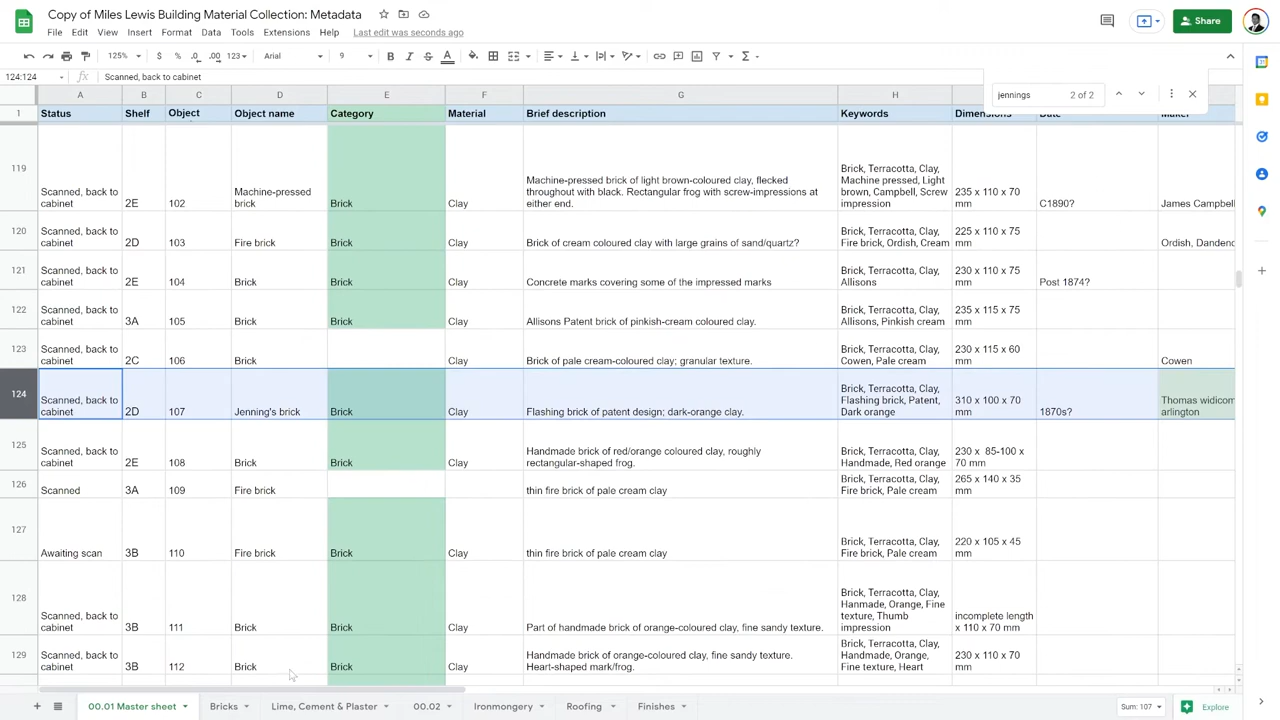 Copy of Miles Lewis Building Material Collection: Metadata
File Edit View Insert Format Data Tools Extensions Help Last edit was seconds ago
Share
125% $ % .0 .00 123 Arial 9 B I S A
124:124 Scanned, back to cabinet
jennings 2 of 2
A B C D E F G H
1 Status Shelf Object Object name Category Material Brief description Keywords Dimensions Date Maker
119 Scanned, back to cabinet 2E 102 Machine-pressed brick Brick Clay Machine-pressed brick of light brown-coloured clay, flecked throughout with black. Rectangular frog with screw-impressions at either end. Brick, Terracotta, Clay, Machine pressed, Light brown, Campbell, Screw impression 235 x 110 x 70 mm C1890? James Campbell
120 Scanned, back to cabinet 2D 103 Fire brick Brick Clay Brick of cream coloured clay with large grains of sand/quartz? Brick, Terracotta, Clay, Fire brick, Ordish, Cream 225 x 110 x 75 mm Ordish, Dandend
121 Scanned, back to cabinet 2E 104 Brick Brick Clay Concrete marks covering some of the impressed marks Brick, Terracotta, Clay, Allisons 230 x 110 x 75 mm Post 1874?
122 Scanned, back to cabinet 3A 105 Brick Brick Clay Allisons Patent brick of pinkish-cream coloured clay. Brick, Terracotta, Clay, Allisons, Pinkish cream 235 x 115 x 75 mm
123 Scanned, back to cabinet 2C 106 Brick Clay Brick of pale cream-coloured clay; granular texture. Brick, Terracotta, Clay, Cowen, Pale cream 230 x 115 x 60 mm Cowen
124 Scanned, back to cabinet 2D 107 Jenning's brick Brick Clay Flashing brick of patent design; dark-orange clay. Brick, Terracotta, Clay, Flashing brick, Patent, Dark orange 310 x 100 x 70 mm 1870s? Thomas widicom arlington
125 Scanned, back to cabinet 2E 108 Brick Brick Clay Handmade brick of red/orange coloured clay, roughly rectangular-shaped frog. Brick, Terracotta, Clay, Handmade, Red orange 230 x 85-100 x 70 mm
126 Scanned 3A 109 Fire brick Clay thin fire brick of pale cream clay Brick, Terracotta, Clay, Fire brick, Pale cream 265 x 140 x 35 mm
127 Awaiting scan 3B 110 Fire brick Brick Clay thin fire brick of pale cream clay Brick, Terracotta, Clay, Fire brick, Pale cream 220 x 105 x 45 mm
128 Scanned, back to cabinet 3B 111 Brick Brick Clay Part of handmade brick of orange-coloured clay, fine sandy texture. Brick, Terracotta, Clay, Hanmade, Orange, Fine texture, Thumb impression incomplete length x 110 x 70 mm
129 Scanned, back to cabinet 3B 112 Brick Brick Clay Handmade brick of orange-coloured clay, fine sandy texture. Heart-shaped mark/frog. Brick, Terracotta, Clay, Handmade, Orange, Fine texture, Heart 230 x 110 x 70 mm
00.01 Master sheet Bricks Lime, Cement & Plaster 00.02 Ironmongery Roofing Finishes Sum: 107 Explore